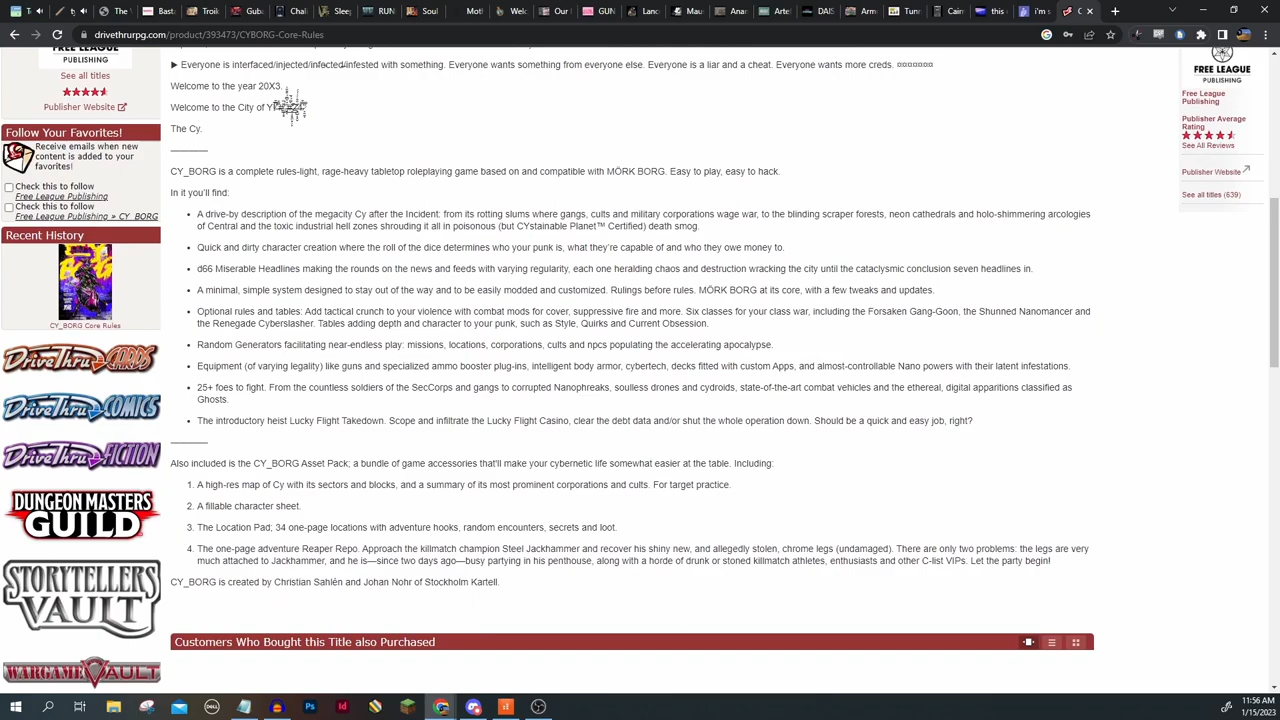 Sleep
RUN
Soul
Mot
Welc
Our
GUN
Land
Mau
Anar
Arte
DAIS
Arm
Tunn
Cair
this
I'm s
drivethrurpg.com/product/393473/CYBORG-Core-Rules
FREE LEAGUE
PUBLISHING
See all titles
Publisher Website
Follow Your Favorites!
Receive emails when new
content is added to your
favorites!
Check this to follow
Free League Publishing
Check this to follow
Free League Publishing » CY_BORG
Recent History
CY_BORG Core Rules
DriveThru CARDS
DriveThru COMICS
DriveThru FICTION
DUNGEON MASTERS
GUILD
STORYTELLERS
VAULT
WARGAME VAULT
► Everyone is interfaced/injected/infected/infested with something. Everyone wants something from everyone else. Everyone is a liar and a cheat. Everyone wants more creds. ¤¤¤¤¤¤¤
Welcome to the year 20X3.
Welcome to the City of
The Cy.
CY_BORG is a complete rules-light, rage-heavy tabletop roleplaying game based on and compatible with MÖRK BORG. Easy to play, easy to hack.
In it you'll find:
• A drive-by description of the megacity Cy after the Incident: from its rotting slums where gangs, cults and military corporations wage war, to the blinding scraper forests, neon cathedrals and holo-shimmering arcologies
of Central and the toxic industrial hell zones shrouding it all in poisonous (but CYstainable Planet™ Certified) death smog.
• Quick and dirty character creation where the roll of the dice determines who your punk is, what they're capable of and who they owe money to.
• d66 Miserable Headlines making the rounds on the news and feeds with varying regularity, each one heralding chaos and destruction wracking the city until the cataclysmic conclusion seven headlines in.
• A minimal, simple system designed to stay out of the way and to be easily modded and customized. Rulings before rules. MÖRK BORG at its core, with a few tweaks and updates.
• Optional rules and tables: Add tactical crunch to your violence with combat mods for cover, suppressive fire and more. Six classes for your class war, including the Forsaken Gang-Goon, the Shunned Nanomancer and
the Renegade Cyberslasher. Tables adding depth and character to your punk, such as Style, Quirks and Current Obsession.
• Random Generators facilitating near-endless play: missions, locations, corporations, cults and npcs populating the accelerating apocalypse.
• Equipment (of varying legality) like guns and specialized ammo booster plug-ins, intelligent body armor, cybertech, decks fitted with custom Apps, and almost-controllable Nano powers with their latent infestations.
• 25+ foes to fight. From the countless soldiers of the SecCorps and gangs to corrupted Nanophreaks, soulless drones and cydroids, state-of-the-art combat vehicles and the ethereal, digital apparitions classified as
Ghosts.
• The introductory heist Lucky Flight Takedown. Scope and infiltrate the Lucky Flight Casino, clear the debt data and/or shut the whole operation down. Should be a quick and easy job, right?
Also included is the CY_BORG Asset Pack; a bundle of game accessories that'll make your cybernetic life somewhat easier at the table. Including:
1. A high-res map of Cy with its sectors and blocks, and a summary of its most prominent corporations and cults. For target practice.
2. A fillable character sheet.
3. The Location Pad; 34 one-page locations with adventure hooks, random encounters, secrets and loot.
4. The one-page adventure Reaper Repo. Approach the killmatch champion Steel Jackhammer and recover his shiny new, and allegedly stolen, chrome legs (undamaged). There are only two problems: the legs are very
much attached to Jackhammer, and he is—since two days ago—busy partying in his penthouse, along with a horde of drunk or stoned killmatch athletes, enthusiasts and other C-list VIPs. Let the party begin!
CY_BORG is created by Christian Sahlén and Johan Nohr of Stockholm Kartell.
Customers Who Bought this Title also Purchased
FREE LEAGUE
PUBLISHING
Free League
Publishing
Publisher Average
Rating
See All Reviews
Publisher Website
See all titles (639)
DELL
Ps
Id
11:56 AM
1/15/2023